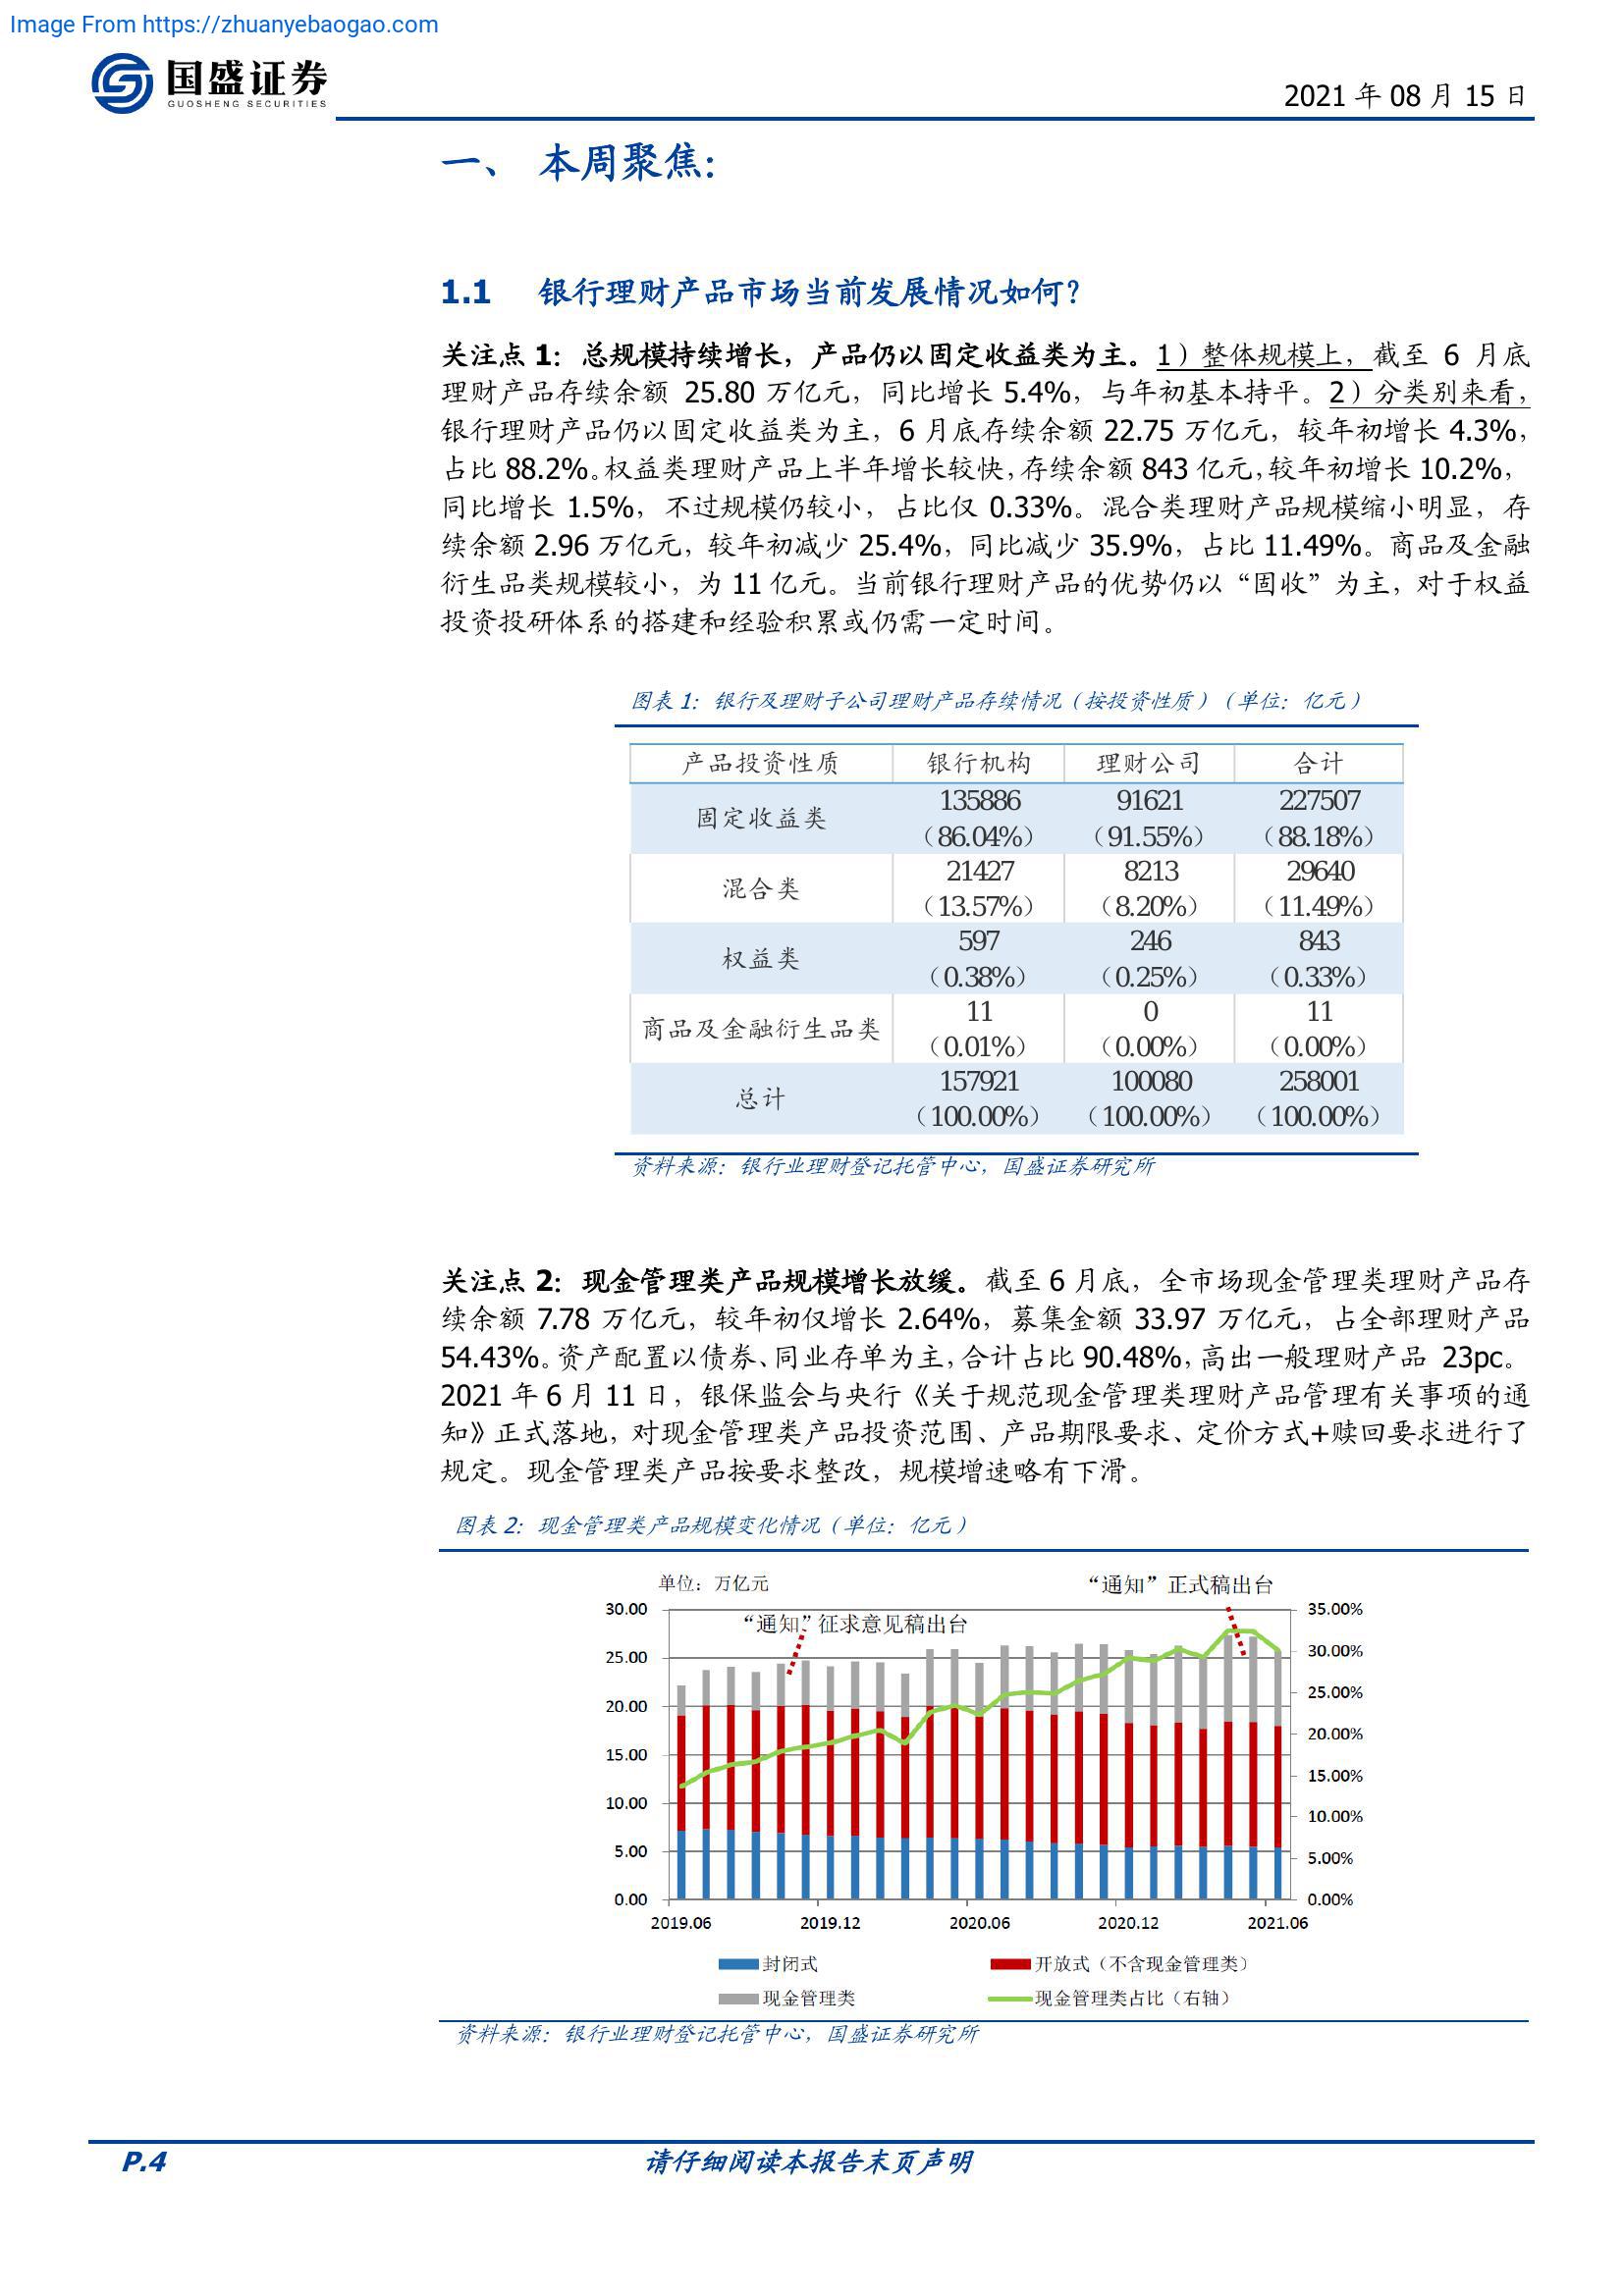 Image From https://zhuanyebaogao.com
国盛证券
GUOSHENG SECURITIES
2021 年 08 月 15 日
一、 本周聚焦：
1.1 银行理财产品市场当前发展情况如何？
关注点 1：总规模持续增长，产品仍以固定收益类为主。1）整体规模上，截至 6 月底
理财产品存续余额 25.80 万亿元，同比增长 5.4%，与年初基本持平。2）分类别来看，
银行理财产品仍以固定收益类为主，6 月底存续余额 22.75 万亿元，较年初增长 4.3%，
占比 88.2%。权益类理财产品上半年增长较快，存续余额 843 亿元，较年初增长 10.2%，
同比增长 1.5%，不过规模仍较小，占比仅 0.33%。混合类理财产品规模缩小明显，存
续余额 2.96 万亿元，较年初减少 25.4%，同比减少 35.9%，占比 11.49%。商品及金融
衍生品类规模较小，为 11 亿元。当前银行理财产品的优势仍以“固收”为主，对于权益
投资投研体系的搭建和经验积累或仍需一定时间。
图表 1：银行及理财子公司理财产品存续情况（按投资性质）（单位：亿元）
产品投资性质 银行机构 理财公司 合计
固定收益类 135886 91621 227507
（86.04%） （91.55%） （88.18%）
混合类 21427 8213 29640
（13.57%） （8.20%） （11.49%）
权益类 597 246 843
（0.38%） （0.25%） （0.33%）
商品及金融衍生品类 11 0 11
（0.01%） （0.00%） （0.00%）
总计 157921 100080 258001
（100.00%） （100.00%） （100.00%）
资料来源：银行业理财登记托管中心，国盛证券研究所
关注点 2：现金管理类产品规模增长放缓。截至 6 月底，全市场现金管理类理财产品存
续余额 7.78 万亿元，较年初仅增长 2.64%，募集金额 33.97 万亿元，占全部理财产品
54.43%。资产配置以债券、同业存单为主，合计占比 90.48%，高出一般理财产品 23pc。
2021 年 6 月 11 日，银保监会与央行《关于规范现金管理类理财产品管理有关事项的通
知》正式落地，对现金管理类产品投资范围、产品期限要求、定价方式+赎回要求进行了
规定。现金管理类产品按要求整改，规模增速略有下滑。
图表 2：现金管理类产品规模变化情况（单位：亿元）
单位：万亿元
“通知”正式稿出台
“通知”征求意见稿出台
30.00 35.00%
25.00 30.00%
20.00 25.00%
15.00 20.00%
10.00 15.00%
5.00 10.00%
0.00 5.00%
0.00%
2019.06 2019.12 2020.06 2020.12 2021.06
封闭式 开放式（不含现金管理类）
现金管理类 现金管理类占比（右轴）
资料来源：银行业理财登记托管中心，国盛证券研究所
P.4 请仔细阅读本报告末页声明